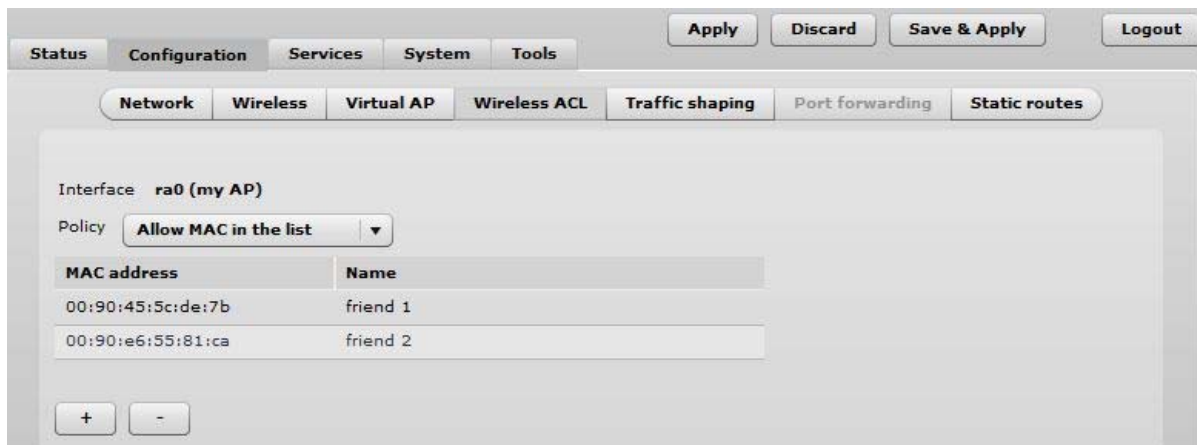 Apply Discard Save & Apply Logout
Status Configuration Services System Tools
Network Wireless Virtual AP Wireless ACL Traffic shaping Port forwarding Static routes
Interface ra0 (my AP)
Policy Allow MAC in the list
MAC address Name
00:90:45:5c:de:7b friend 1
00:90:e6:55:81:ca friend 2
+ -